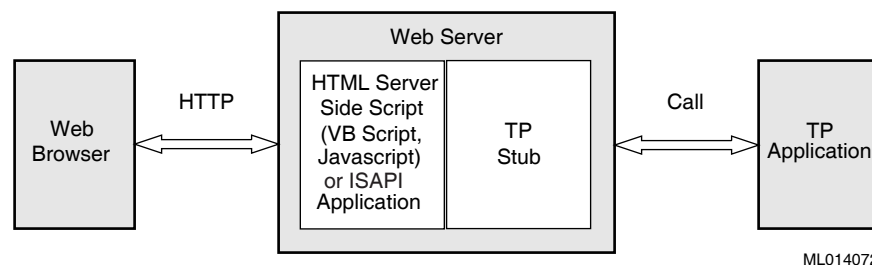 Web Server
Web
Browser
HTTP
HTML Server
Side Script
(VB Script,
Javascript)
or ISAPI
Application
TP
Stub
Call
TP
Application
ML014072